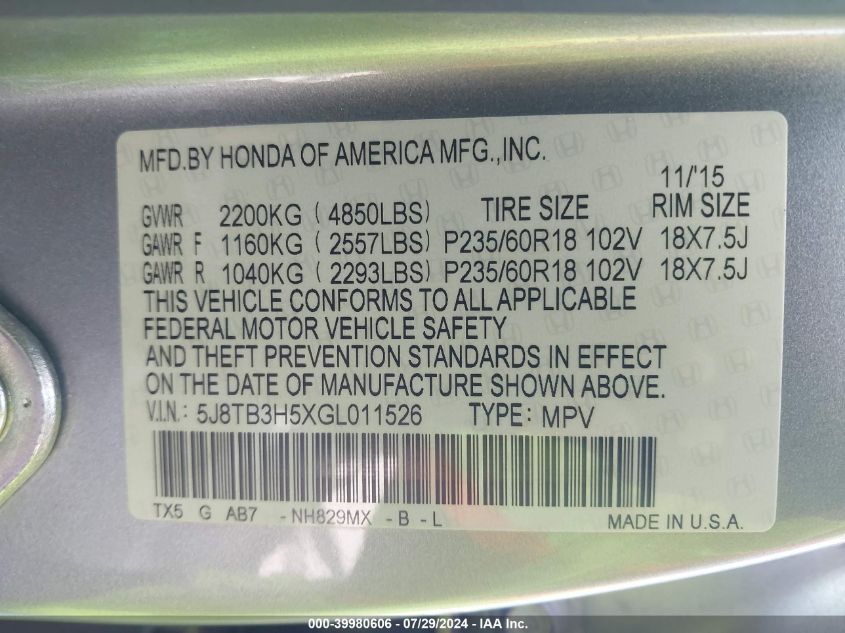 MFD.BY HONDA OF AMERICA MFG.,INC.
11/'15
GVWR 2200KG ( 4850LBS) TIRE SIZE RIM SIZE
GAWR F 1160KG ( 2557LBS) P235/60R18 102V 18X7.5J
GAWR R 1040KG ( 2293LBS) P235/60R18 102V 18X7.5J
THIS VEHICLE CONFORMS TO ALL APPLICABLE
FEDERAL MOTOR VEHICLE SAFETY
AND THEFT PREVENTION STANDARDS IN EFFECT
ON THE DATE OF MANUFACTURE SHOWN ABOVE.
V.I.N.: 5J8TB3H5XGL011526 TYPE: MPV
TX5 G AB7 -NH829MX -B -L
MADE IN U.S.A.
000-39980606 / 07/29/2024 - IAA Inc.